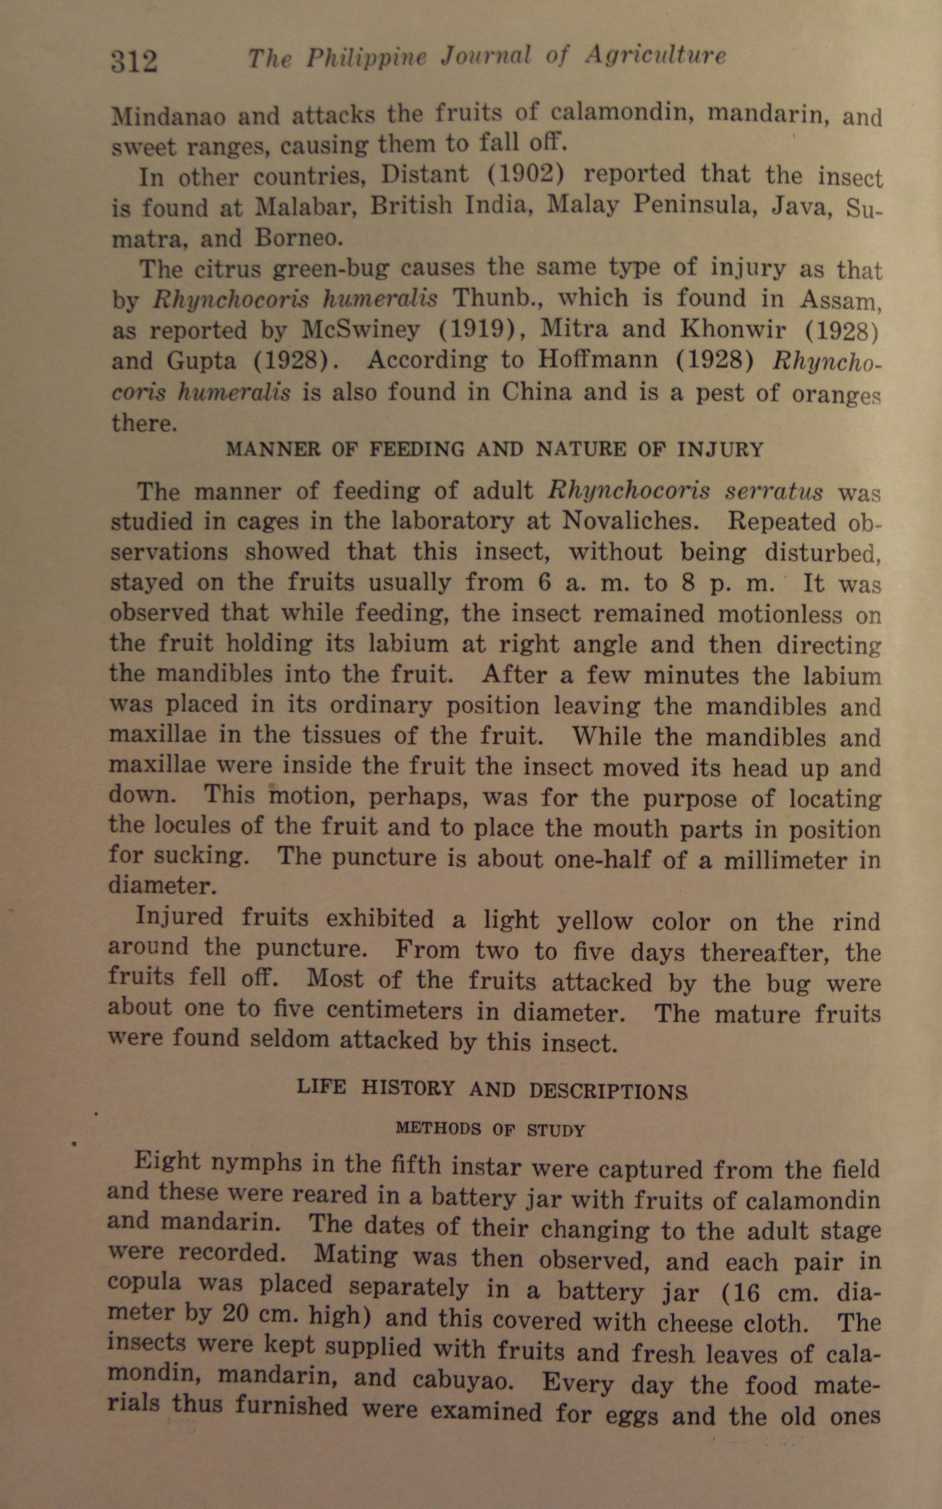 312 The Philippine Journal of Agriculture
Mindanao and attacks the fruits of calamondin, mandarin, and
sweet ranges, causing them to fall off.
In other countries, Distant (1902) reported that the insect
is found at Malabar, British India, Malay Peninsula, Java, Su-
matra, and Borneo.
The citrus green-bug causes the same type of injury as that
by Rhynchocoris humeralis Thunb., which is found in Assam,
as reported by McSwiney (1919), Mitra and Khonwir (1928)
and Gupta (1928). According to Hoffmann (1928) Rhyncho-
coris humeralis is also found in China and is a pest of oranges
there.
MANNER OF FEEDING AND NATURE OF INJURY
The manner of feeding of adult Rhynchocoris serratus was
studied in cages in the laboratory at Novaliches. Repeated ob-
servations showed that this insect, without being disturbed,
stayed on the fruits usually from 6 a. m. to 8 p. m. It was
observed that while feeding, the insect remained motionless on
the fruit holding its labium at right angle and then directing
the mandibles into the fruit. After a few minutes the labium
was placed in its ordinary position leaving the mandibles and
maxillae in the tissues of the fruit. While the mandibles and
maxillae were inside the fruit the insect moved its head up and
down. This motion, perhaps, was for the purpose of locating
the locules of the fruit and to place the mouth parts in position
for sucking. The puncture is about one-half of a millimeter in
diameter.
Injured fruits exhibited a light yellow color on the rind
around the puncture. From two to five days thereafter, the
fruits fell off. Most of the fruits attacked by the bug were
about one to five centimeters in diameter. The mature fruits
were found seldom attacked by this insect.
LIFE HISTORY AND DESCRIPTIONS
METHODS OF STUDY
Eight nymphs in the fifth instar were captured from the field
and these were reared in a battery jar with fruits of calamondin
and mandarin. The dates of their changing to the adult stage
were recorded. Mating was then observed, and each pair in
copula was placed separately in a battery jar (16 cm. dia-
meter by 20 cm. high) and this covered with cheese cloth. The
insects were kept supplied with fruits and fresh leaves of cala-
mondin, mandarin, and cabuyao. Every day the food mate-
rials thus furnished were examined for eggs and the old ones